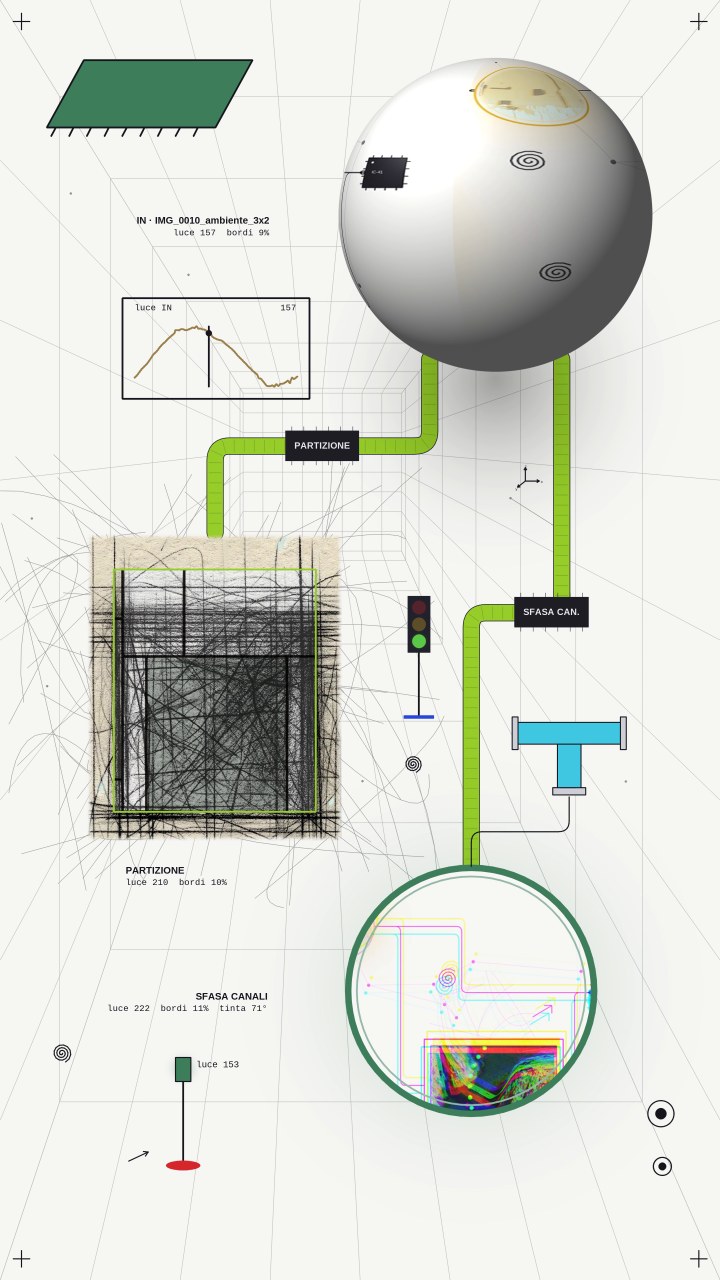 IN · IMG_0010_ambiente_3x2
luce 157 bordi 9%
luce IN 157
PARTIZIONE
SFASA CAN.
PARTIZIONE
luce 210 bordi 10%
SFASA CANALI
luce 222 bordi 11% tinta 71°
luce 153